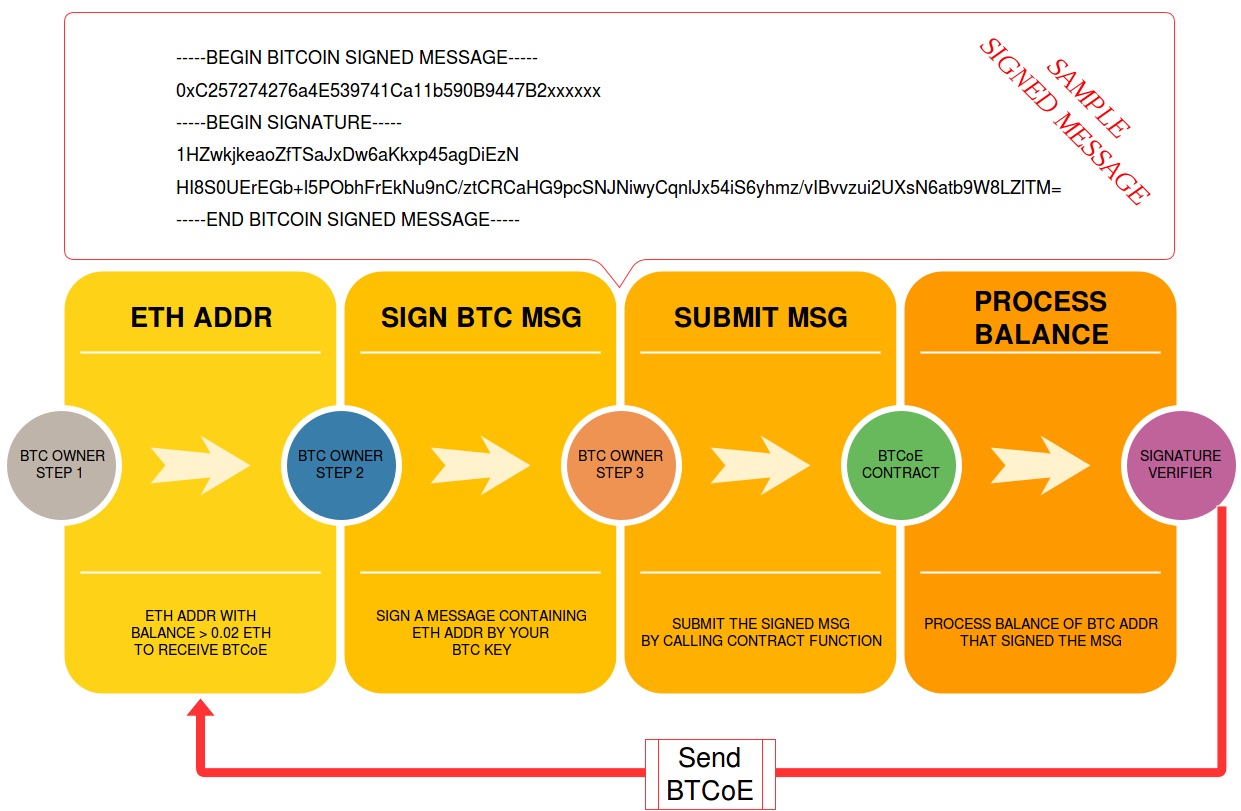 -----BEGIN BITCOIN SIGNED MESSAGE-----
0xC257274276a4E539741Ca11b590B9447B2xxxxxx
-----BEGIN SIGNATURE-----
1HZwkjkeaoZfTSaJxDw6aKkxp45agDiEzN
HI8S0UErEGb+I5PObhFrEkNu9nC/ztCRCaHG9pcSNJNiwyCqnlJx54iS6yhmz/vIBvvzui2UXsN6atb9W8LZlTM=
-----END BITCOIN SIGNED MESSAGE-----
SAMPLE
SIGNED MESSAGE
ETH ADDR
SIGN BTC MSG
SUBMIT MSG
PROCESS
BALANCE
BTC OWNER
STEP 1
BTC OWNER
STEP 2
BTC OWNER
STEP 3
BTCoE
CONTRACT
SIGNATURE
VERIFIER
ETH ADDR WITH
BALANCE > 0.02 ETH
TO RECEIVE BTCoE
SIGN A MESSAGE CONTAINING
ETH ADDR BY YOUR
BTC KEY
SUBMIT THE SIGNED MSG
BY CALLING CONTRACT FUNCTION
PROCESS BALANCE OF BTC ADDR
THAT SIGNED THE MSG
Send
BTCoE